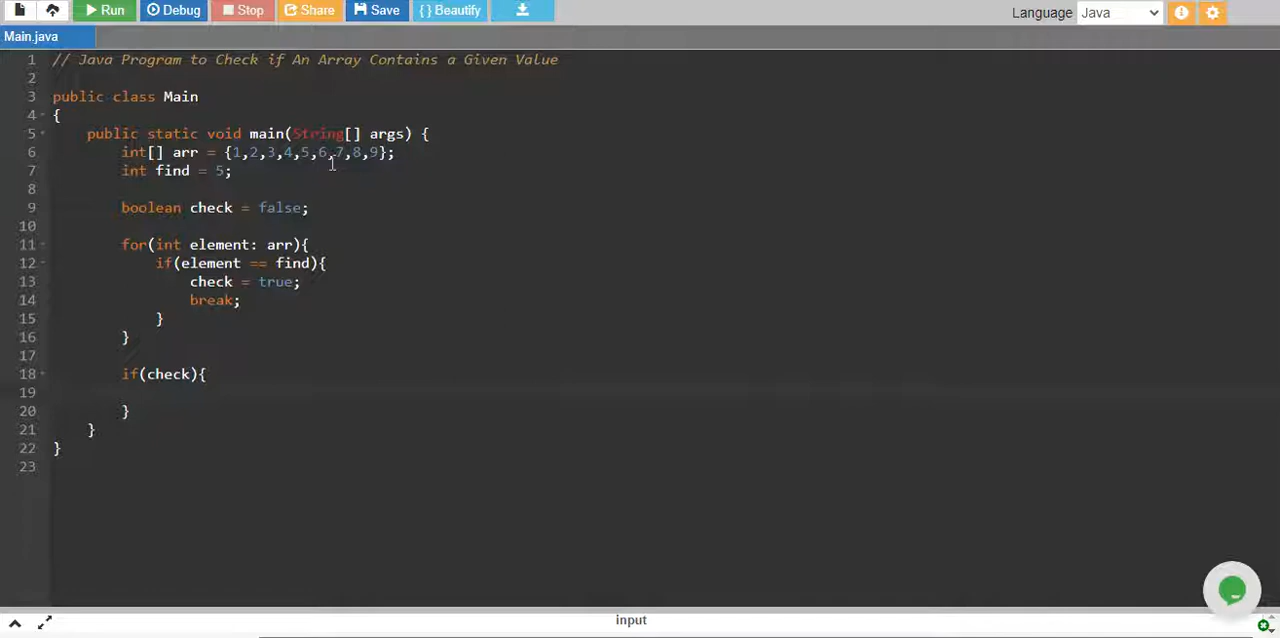 Run Debug Stop Share Save { } Beautify Language Java
Main.java
1 // Java Program to Check if An Array Contains a Given Value
2
3 public class Main
4 {
5 public static void main(String[] args) {
6 int[] arr = {1,2,3,4,5,6,7,8,9};
7 int find = 5;
8
9 boolean check = false;
10
11 for(int element: arr){
12 if(element == find){
13 check = true;
14 break;
15 }
16 }
17
18 if(check){
19
20 }
21 }
22 }
23
input